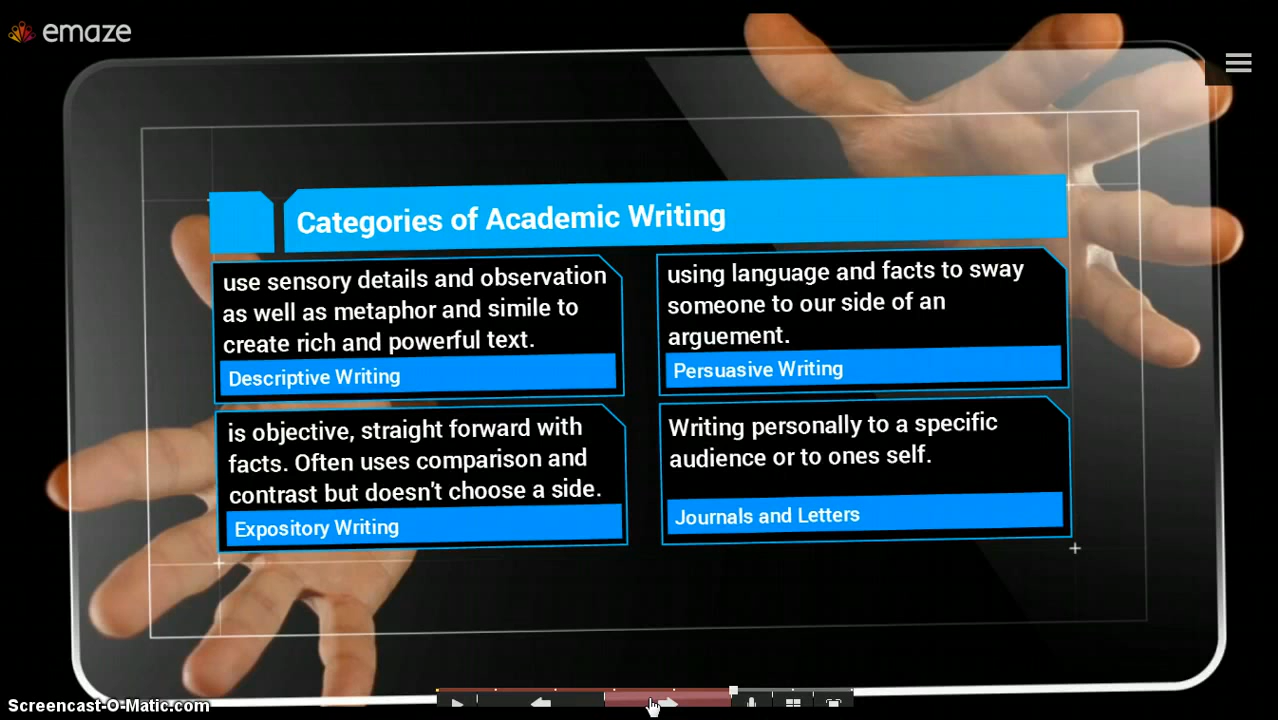 emaze
Categories of Academic Writing
use sensory details and observation
as well as metaphor and simile to
create rich and powerful text.
Descriptive Writing
using language and facts to sway
someone to our side of an
arguement.
Persuasive Writing
is objective, straight forward with
facts. Often uses comparison and
contrast but doesn't choose a side.
Expository Writing
Writing personally to a specific
audience or to ones self.
Journals and Letters
Screencast-O-Matic.com